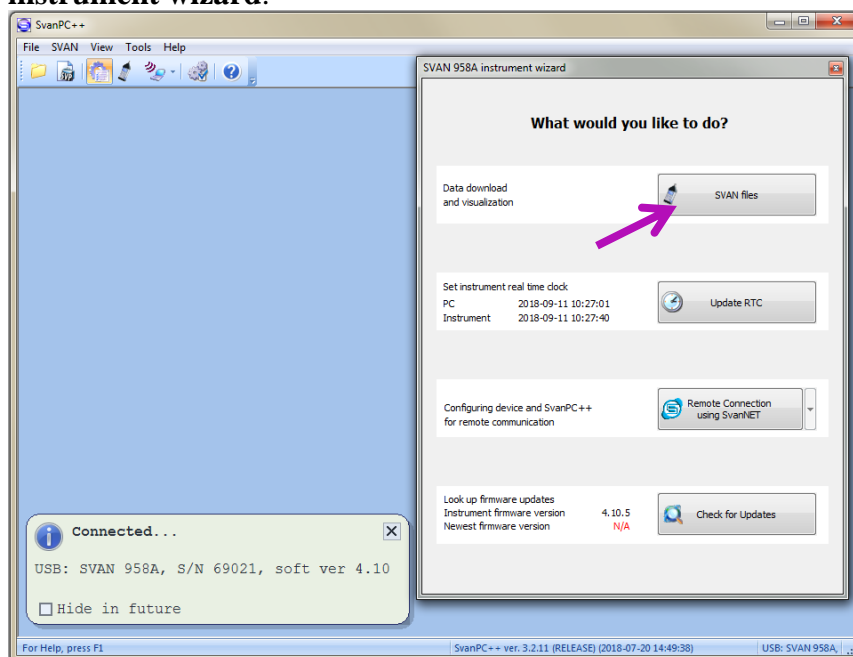 instrument wizard.
SvanPC++
File SVAN View Tools Help
SVAN 958A instrument wizard
What would you like to do?
Data download
and visualization
SVAN files
Set instrument real time clock
PC 2018-09-11 10:27:01
Instrument 2018-09-11 10:27:40
Update RTC
Configuring device and SvanPC++
for remote communication
Remote Connection
using SvanNET
Look up firmware updates
Instrument firmware version 4.10.5
Newest firmware version N/A
Check for Updates
Connected...
USB: SVAN 958A, S/N 69021, soft ver 4.10
Hide in future
For Help, press F1
SvanPC++ ver. 3.2.11 (RELEASE) (2018-07-20 14:49:38)
USB: SVAN 958A,